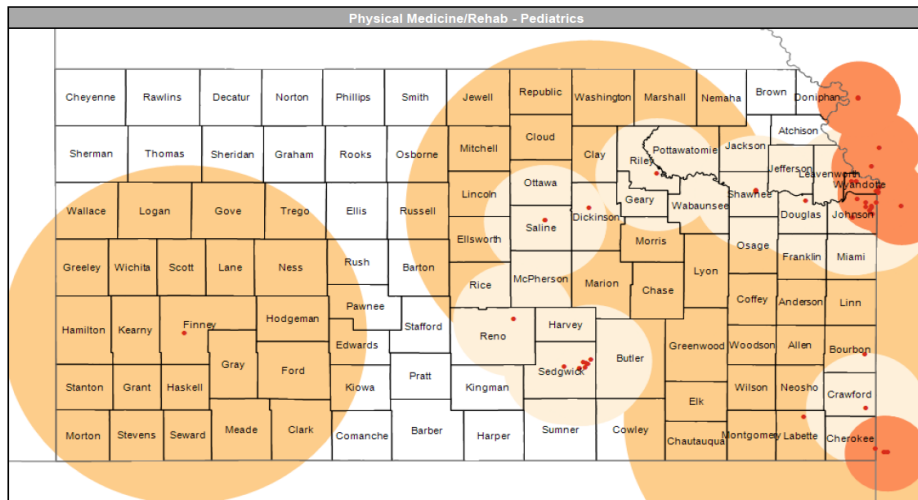 Physical Medicine/Rehab - Pediatrics
Cheyenne Rawlins Decatur Norton Phillips Smith Jewell Republic Washington Marshall Nemaha Brown Doniphan
Atchison
Sherman Thomas Sheridan Graham Rooks Osborne Mitchell Cloud Clay Riley Pottawatomie Jackson Jefferson Leavenworth
Wyandotte
Wallace Logan Gove Trego Ellis Russell Lincoln Ottawa Dickinson Geary Wabaunsee Shawnee Douglas Johnson
Saline
Greeley Wichita Scott Lane Ness Rush Barton Ellsworth Morris Osage Franklin Miami
Rice McPherson Marion Chase Lyon
Hamilton Kearny Finney Hodgeman Pawnee Stafford Reno Harvey Coffey Anderson Linn
Edwards
Gray Ford Sedgwick Butler Greenwood Woodson Allen Bourbon
Stanton Grant Haskell Kiowa Pratt Kingman Elk Wilson Neosho Crawford
Morton Stevens Seward Meade Clark Comanche Barber Harper Sumner Cowley Chautauqua Montgomery Labette Cherokee